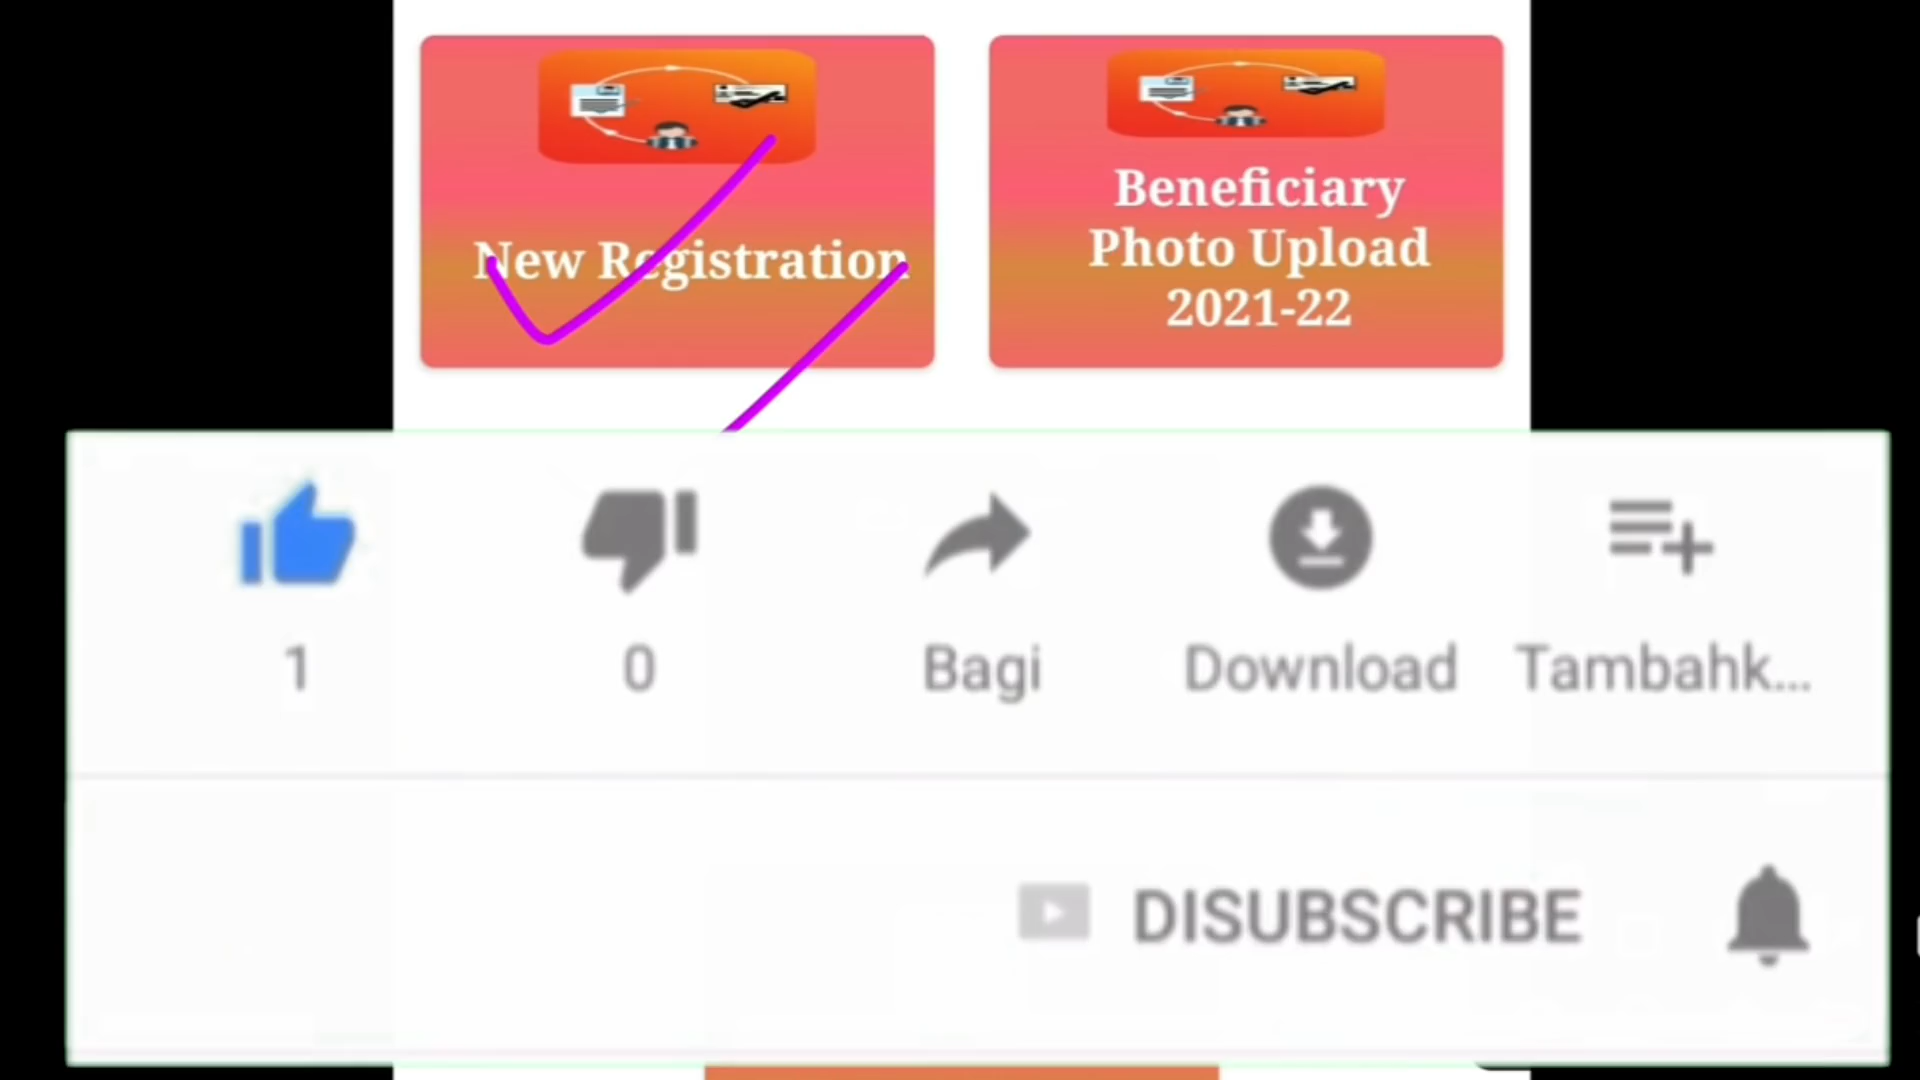 New Registration
Beneficiary
Photo Upload
2021-22
1
0
Bagi
Download
Tambahk...
DISUBSCRIBE